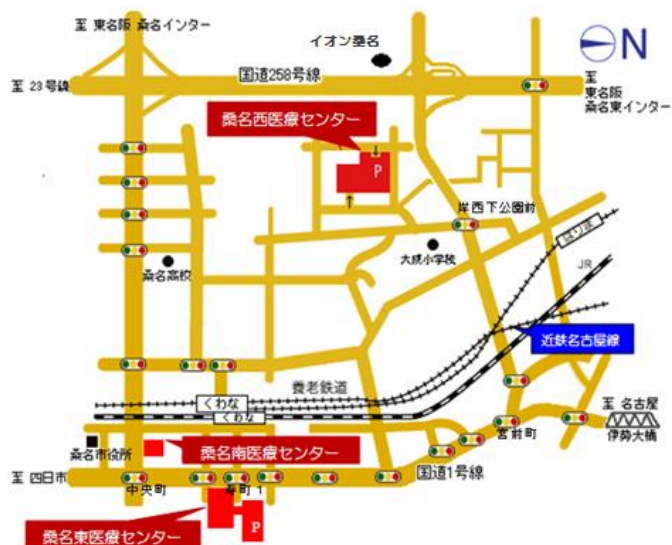 至 東名阪 桑名インター
イオン桑名
N
至 23号線
国道258号線
至
東名阪
桑名東インター
桑名西医療センター
P
岸西下公園前
はりま
大成小学校
桑名高校
JR
近鉄名古屋線
養老鉄道
くわな
くわな
至 名古屋
伊勢大橋
宮前町
桑名市役所
桑名南医療センター
国道1号線
至 四日市
中央町
寿町 1
桑名東医療センター
P